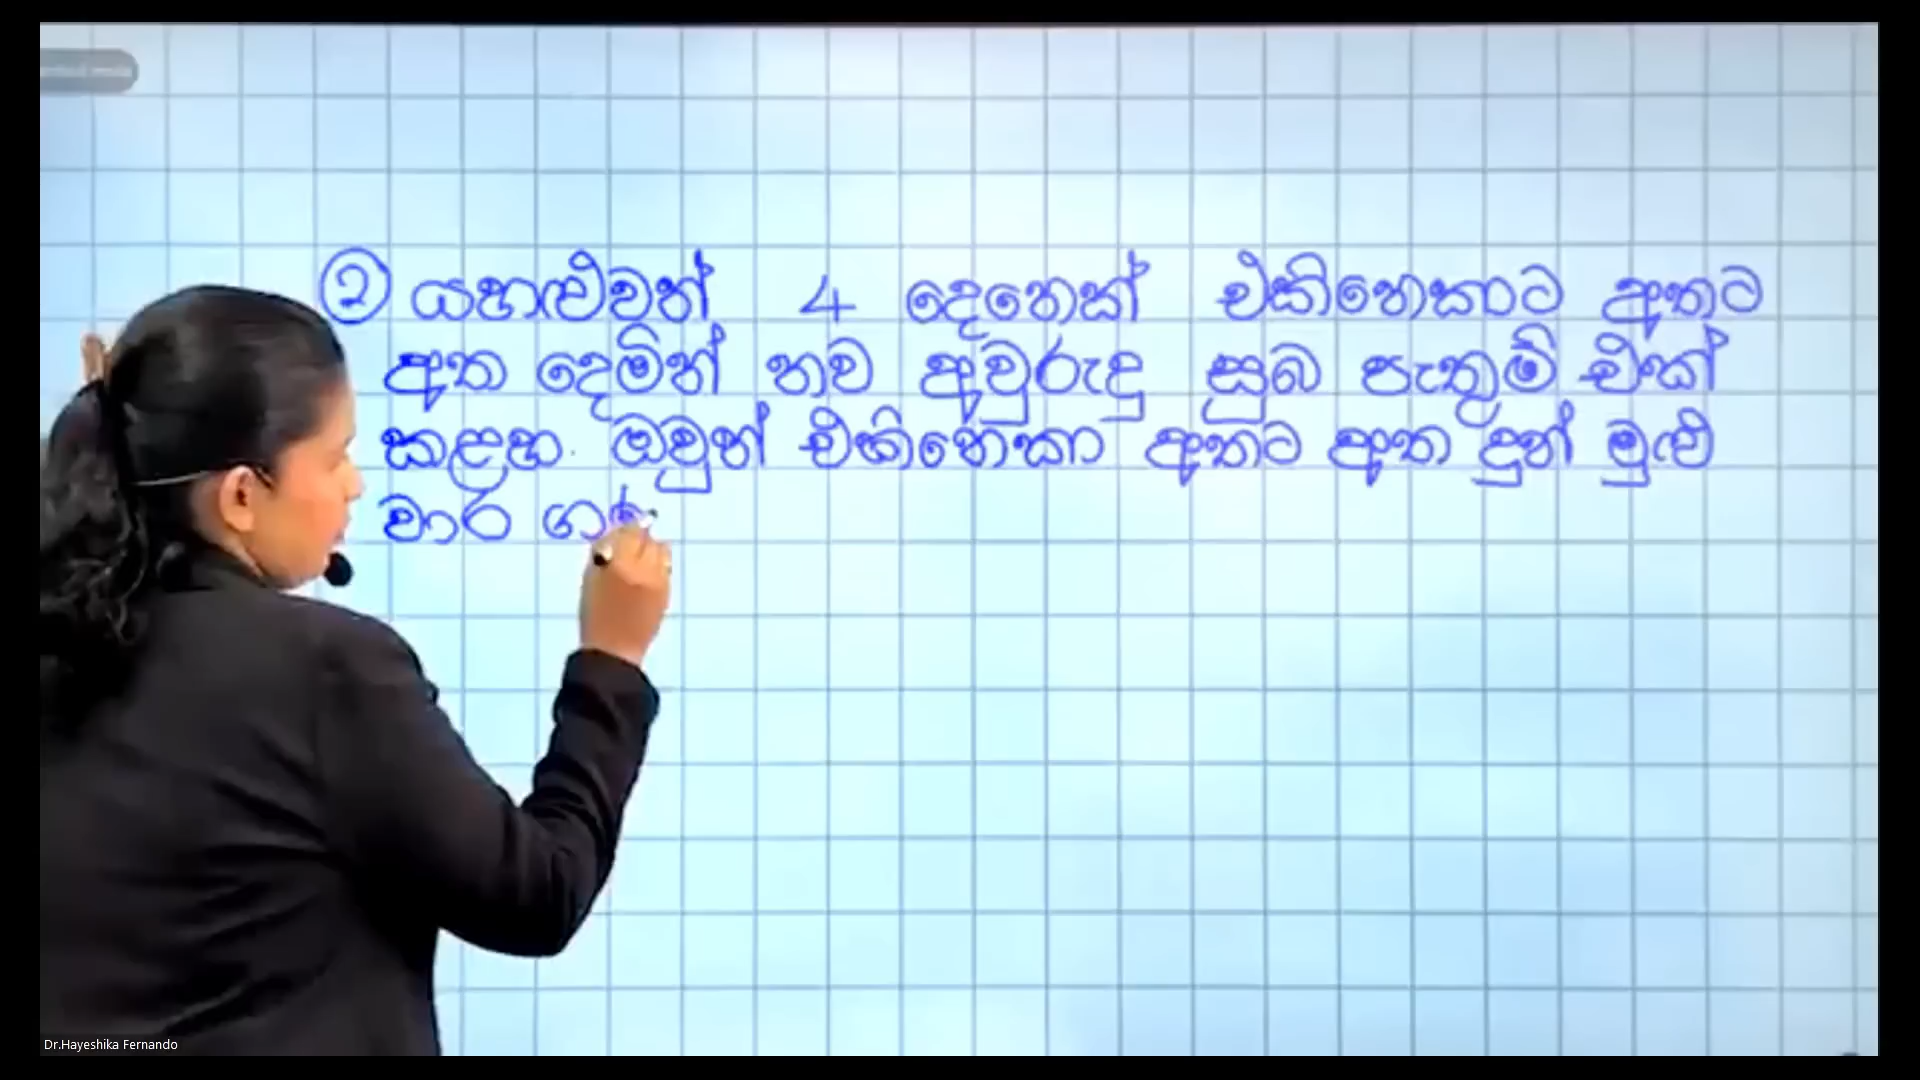 ② යහළුවන් 4 දෙනෙක් එකිනෙකාට අතට
අත දෙමින් නව අවුරුදු සුබ පැතුම් එක්
කළහ. ඔවුන් එකිනෙකා අතට අත දුන් මුළු
වාර
Dr.Hayeshika Fernando